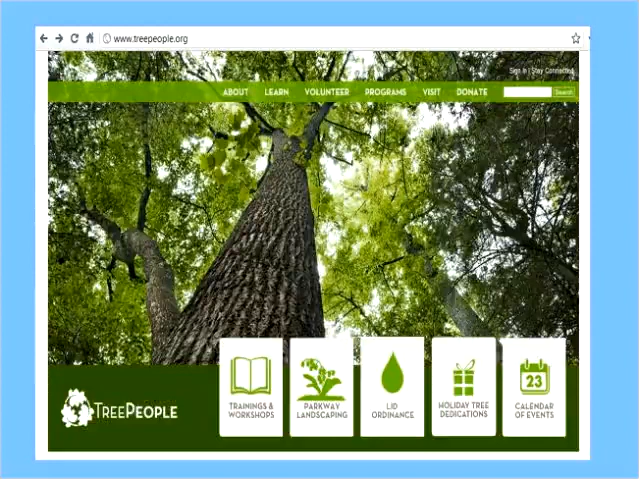 www.treepeople.org
Sign In | Stay Connected
ABOUT LEARN VOLUNTEER PROGRAMS VISIT DONATE Search
TREEPEOPLE
TRAININGS &
WORKSHOPS
PARKWAY
LANDSCAPING
LID
ORDINANCE
HOLIDAY TREE
DEDICATIONS
23
CALENDAR
OF EVENTS